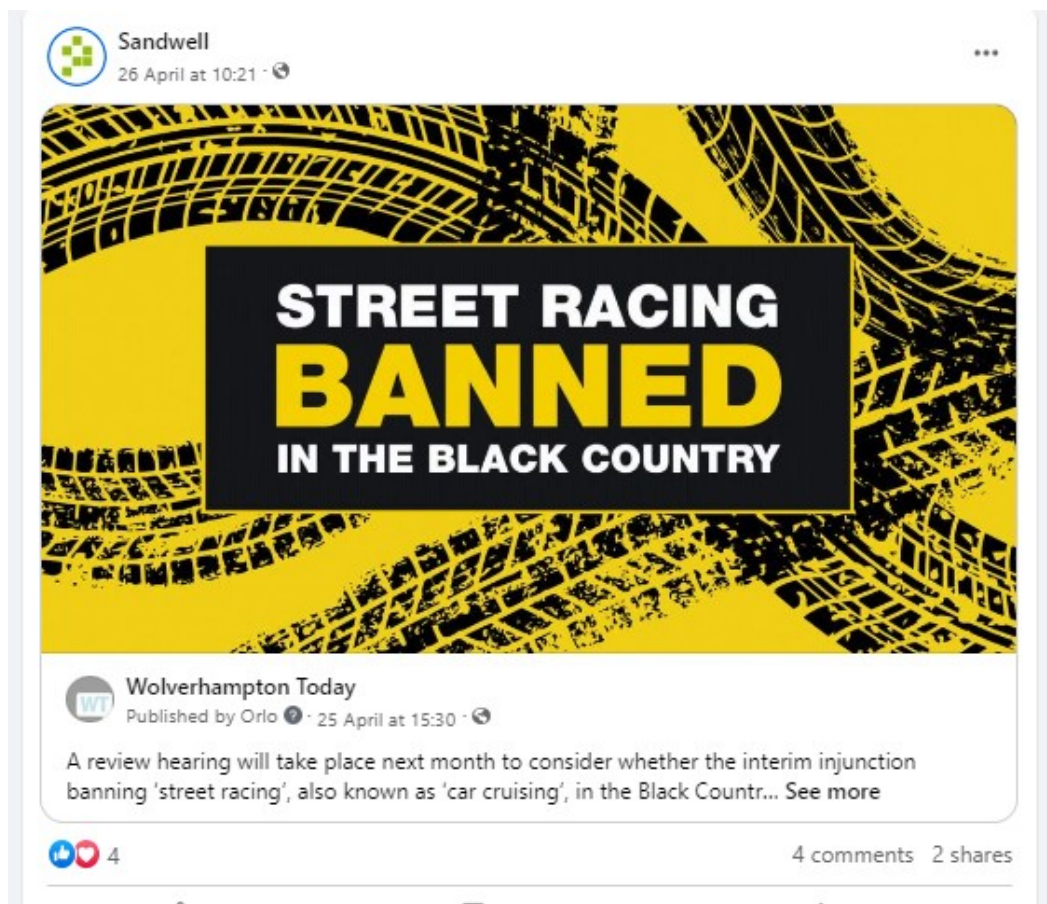 Sandwell
26 April at 10:21 ·
STREET RACING
BANNED
IN THE BLACK COUNTRY
WT
Wolverhampton Today
Published by Orlo ? · 25 April at 15:30 ·
A review hearing will take place next month to consider whether the interim injunction
banning ‘street racing’, also known as ‘car cruising’, in the Black Countr... See more
4
4 comments 2 shares